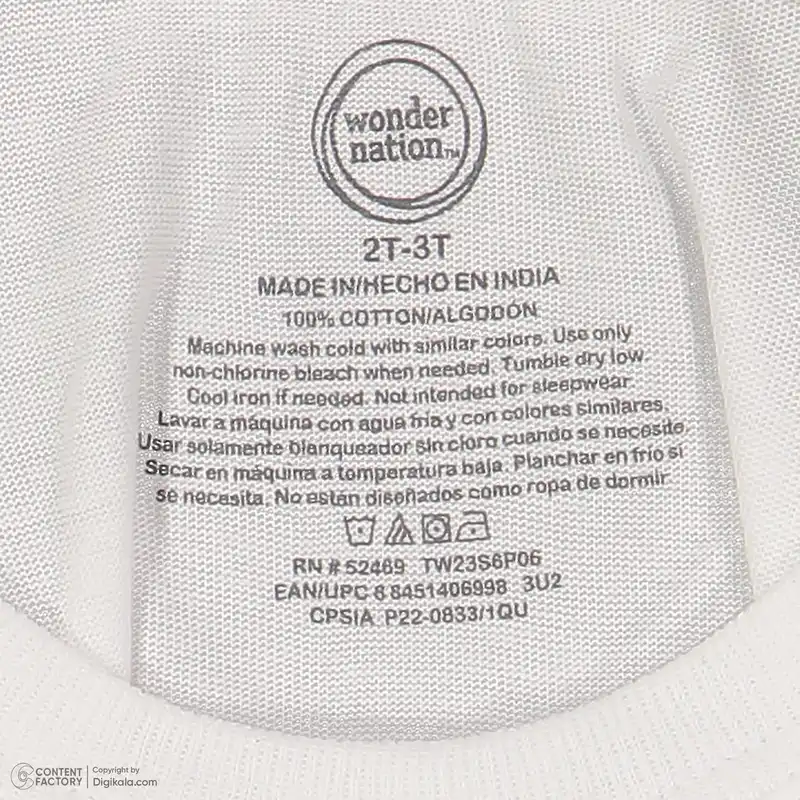 wonder
nation™
2T-3T
MADE IN/HECHO EN INDIA
100% COTTON/ALGODÓN
Machine wash cold with similar colors. Use only
non-chlorine bleach when needed. Tumble dry low.
Cool iron if needed. Not intended for sleepwear.
Lavar a máquina con agua fría y con colores similares.
Usar solamente blanqueador sin cloro cuando se necesite.
Secar en máquina a temperatura baja. Planchar en frío si
se necesita. No están diseñados como ropa de dormir
RN # 52469 TW23S6P06
EAN/UPC 8 8451406998 3U2
CPSIA P22-0833/1QU
CONTENT
FACTORY
Copyright by
Digikala.com